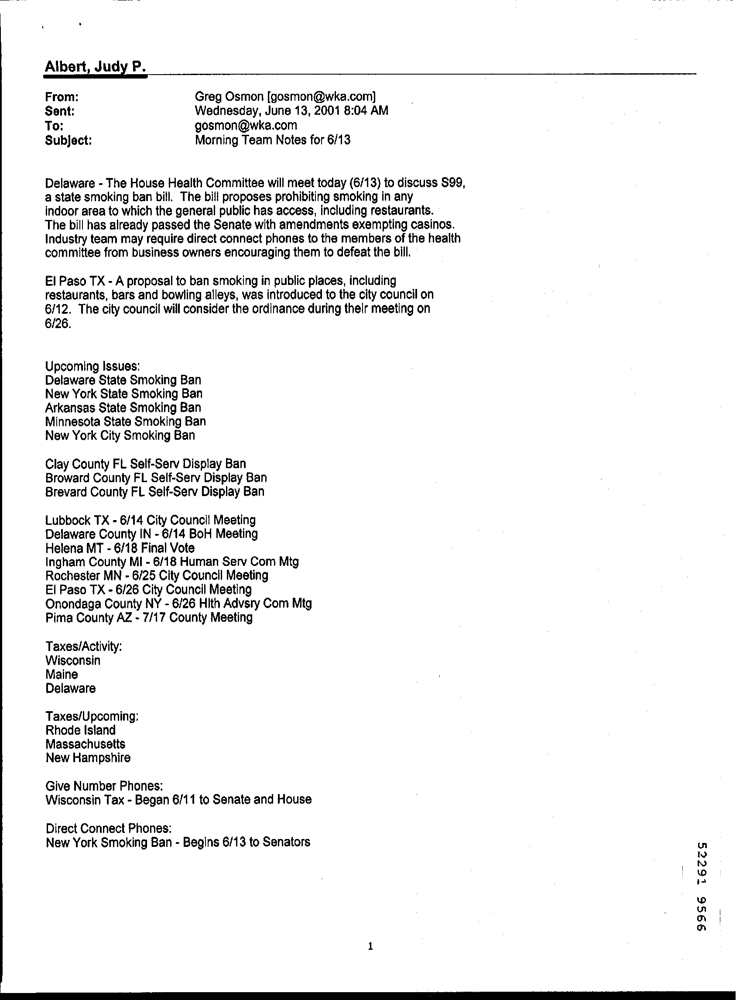 Albert, Judy P.
From: Greg Osmon [gosmon@wka.com]
Sent: Wednesday, June 13, 2001 8:04 AM
To: gosmon@wka.com
Subject: Morning Team Notes for 6/13
Delaware - The House Health Committee will meet today (6/13) to discuss S99,
a state smoking ban bill. The bill proposes prohibiting smoking in any
indoor area to which the general public has access, including restaurants.
The bill has already passed the Senate with amendments exempting casinos.
Industry team may require direct connect phones to the members of the health
committee from business owners encouraging them to defeat the bill.
El Paso TX - A proposal to ban smoking in public places, including
restaurants, bars and bowling alleys, was introduced to the city council on
6/12. The city council will consider the ordinance during their meeting on
6/26.
Upcoming Issues:
Delaware State Smoking Ban
New York State Smoking Ban
Arkansas State Smoking Ban
Minnesota State Smoking Ban
New York City Smoking Ban
Clay County FL Self-Serv Display Ban
Broward County FL Self-Serv Display Ban
Brevard County FL Self-Serv Display Ban
Lubbock TX - 6/14 City Council Meeting
Delaware County IN - 6/14 BoH Meeting
Helena MT - 6/18 Final Vote
Ingham County MI - 6/18 Human Serv Com Mtg
Rochester MN - 6/25 City Council Meeting
El Paso TX - 6/26 City Council Meeting
Onondaga County NY - 6/26 Hlth Advsry Com Mtg
Pima County AZ - 7/17 County Meeting
Taxes/Activity:
Wisconsin
Maine
Delaware
Taxes/Upcoming:
Rhode Island
Massachusetts
New Hampshire
Give Number Phones:
Wisconsin Tax - Began 6/11 to Senate and House
Direct Connect Phones:
New York Smoking Ban - Begins 6/13 to Senators
52291 9566
1